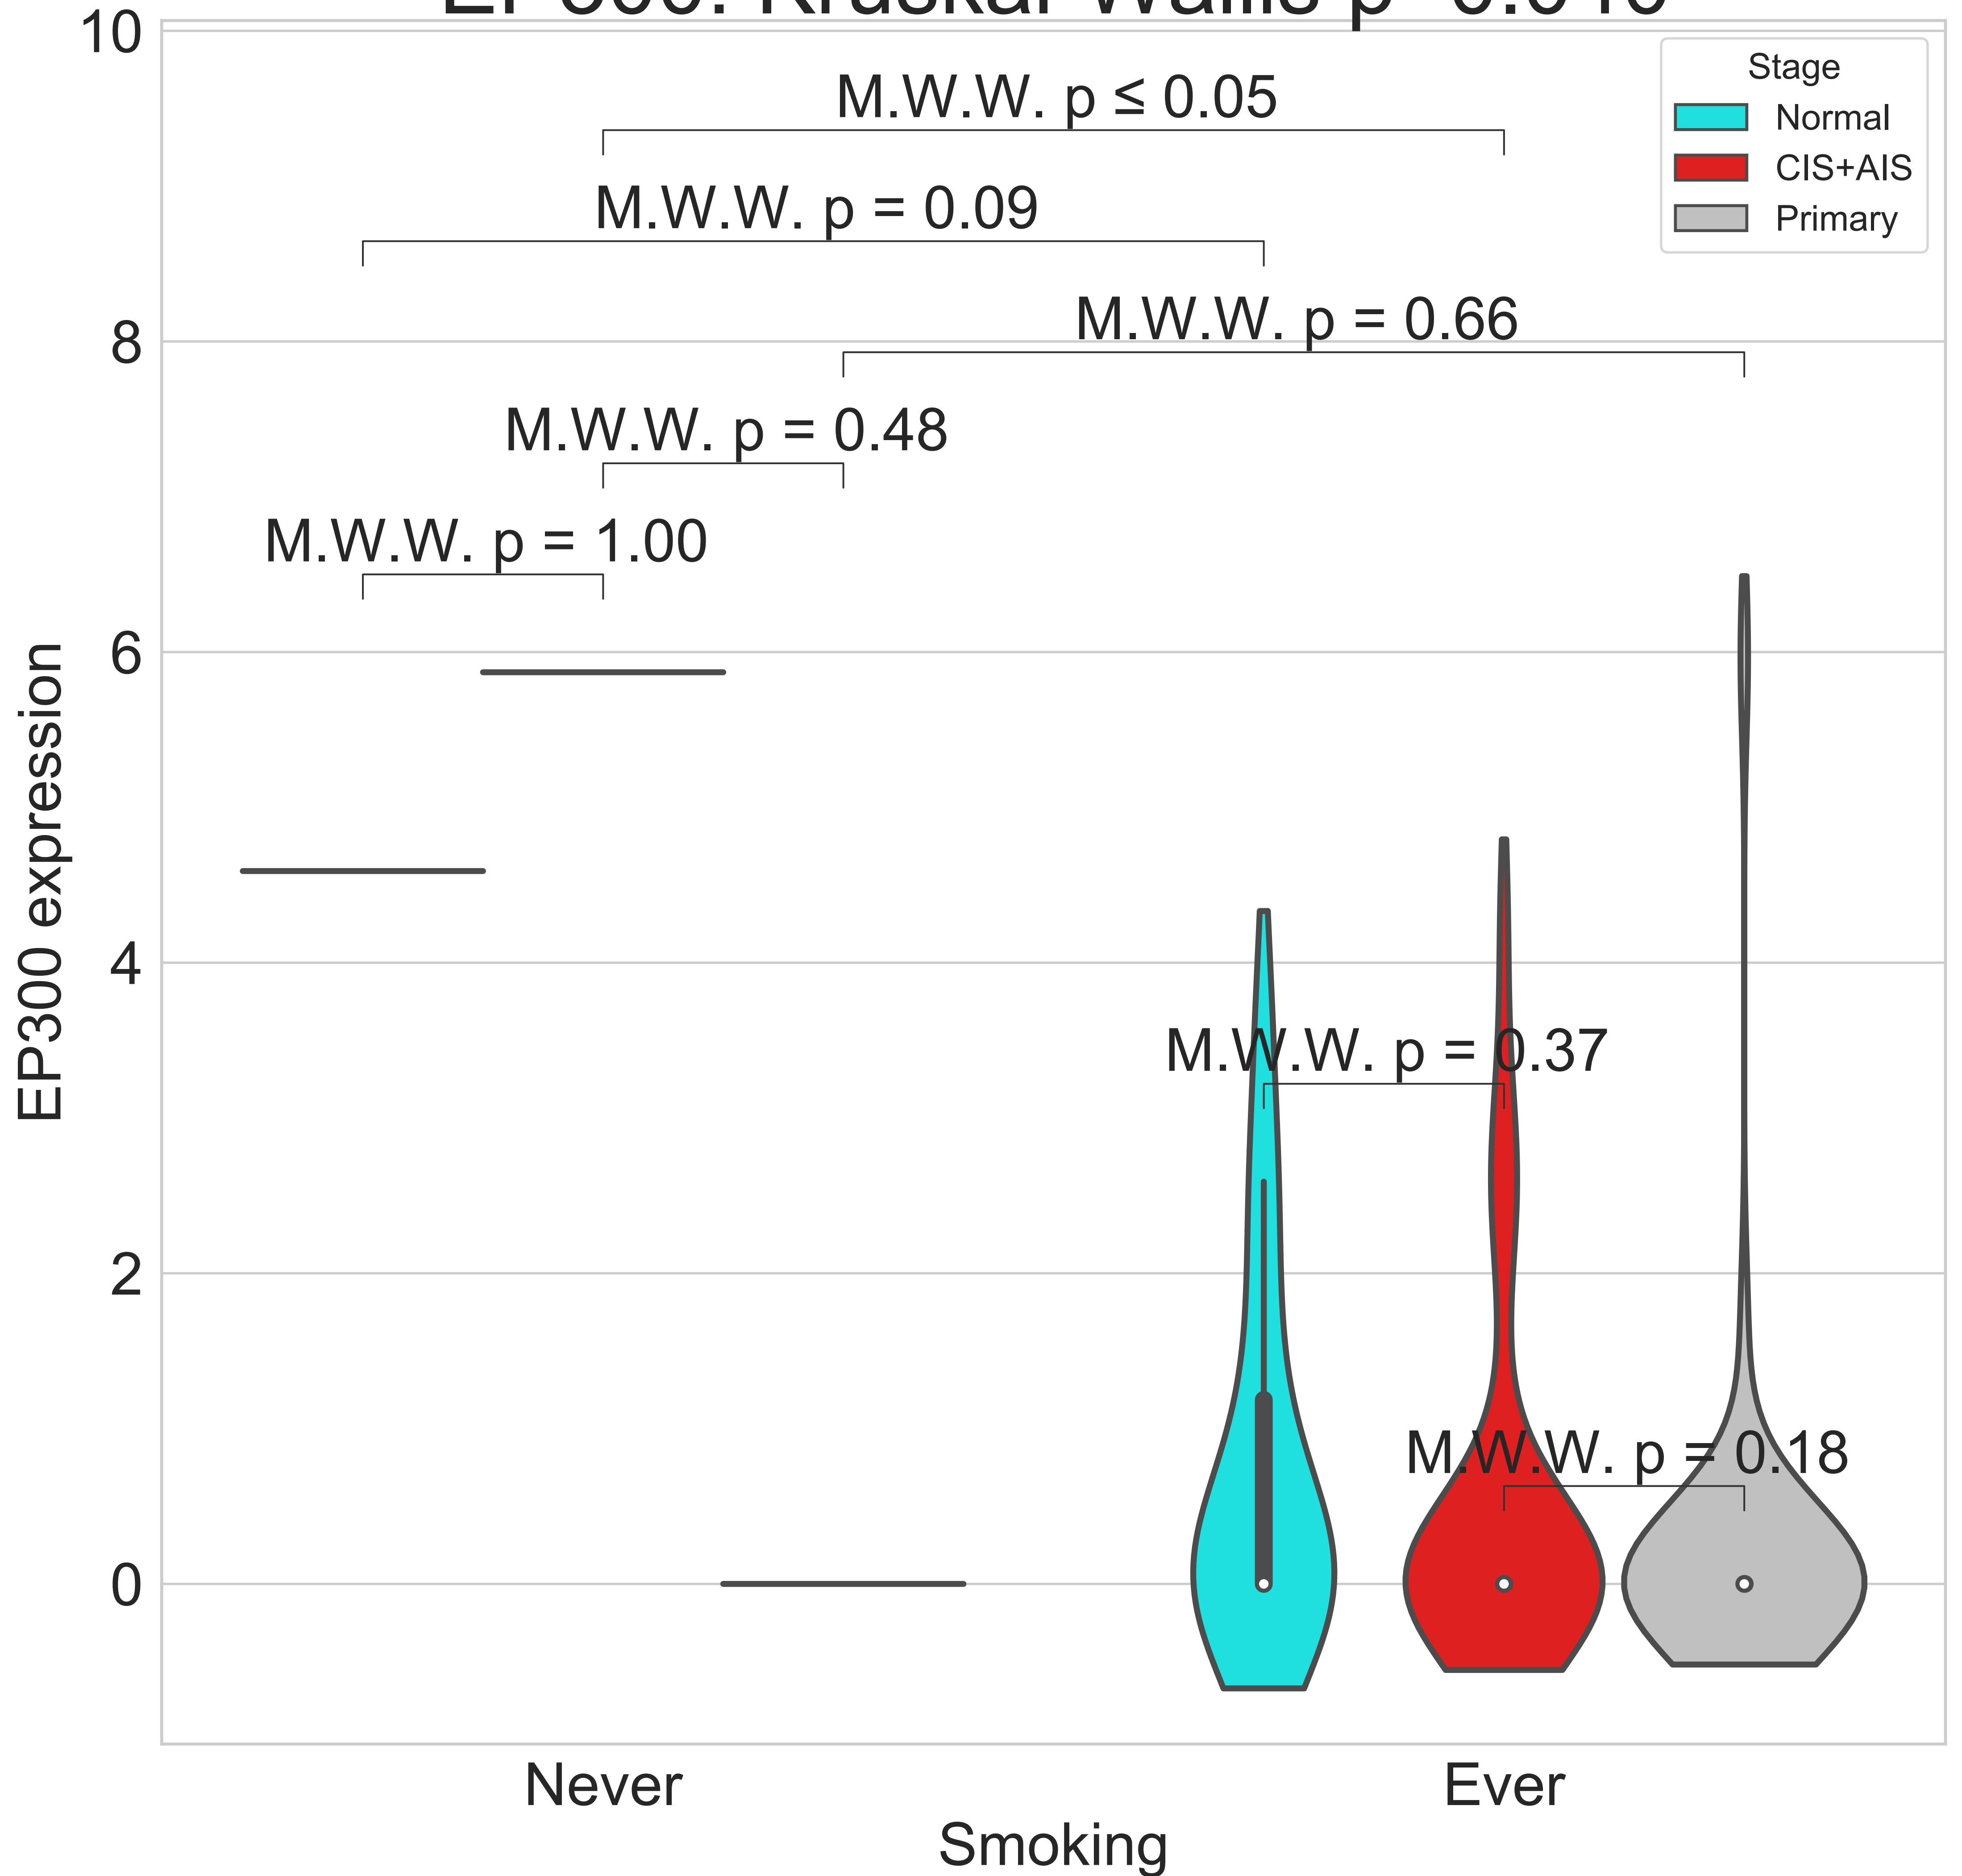 10
M.W.W. p ≤ 0.05
Stage
Normal
CIS+AIS
Primary
M.W.W. p = 0.09
M.W.W. p = 0.66
8
M.W.W. p = 0.48
M.W.W. p = 1.00
6
EP300 expression
4
M.W.W. p = 0.37
2
M.W.W. p = 0.18
0
Never
Ever
Smoking